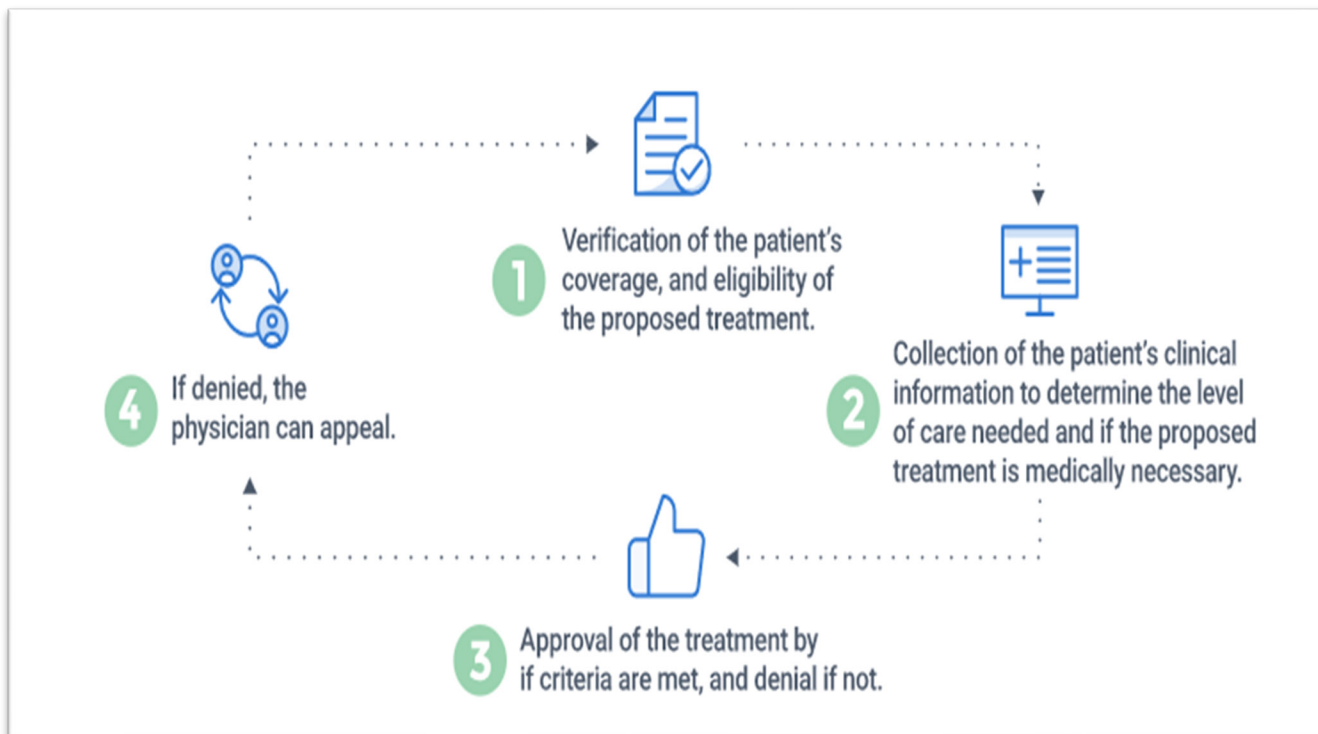 1
Verification of the patient's
coverage, and eligibility of
the proposed treatment.
2
Collection of the patient's clinical
information to determine the level
of care needed and if the proposed
treatment is medically necessary.
3
Approval of the treatment by
if criteria are met, and denial if not.
4
If denied, the
physician can appeal.